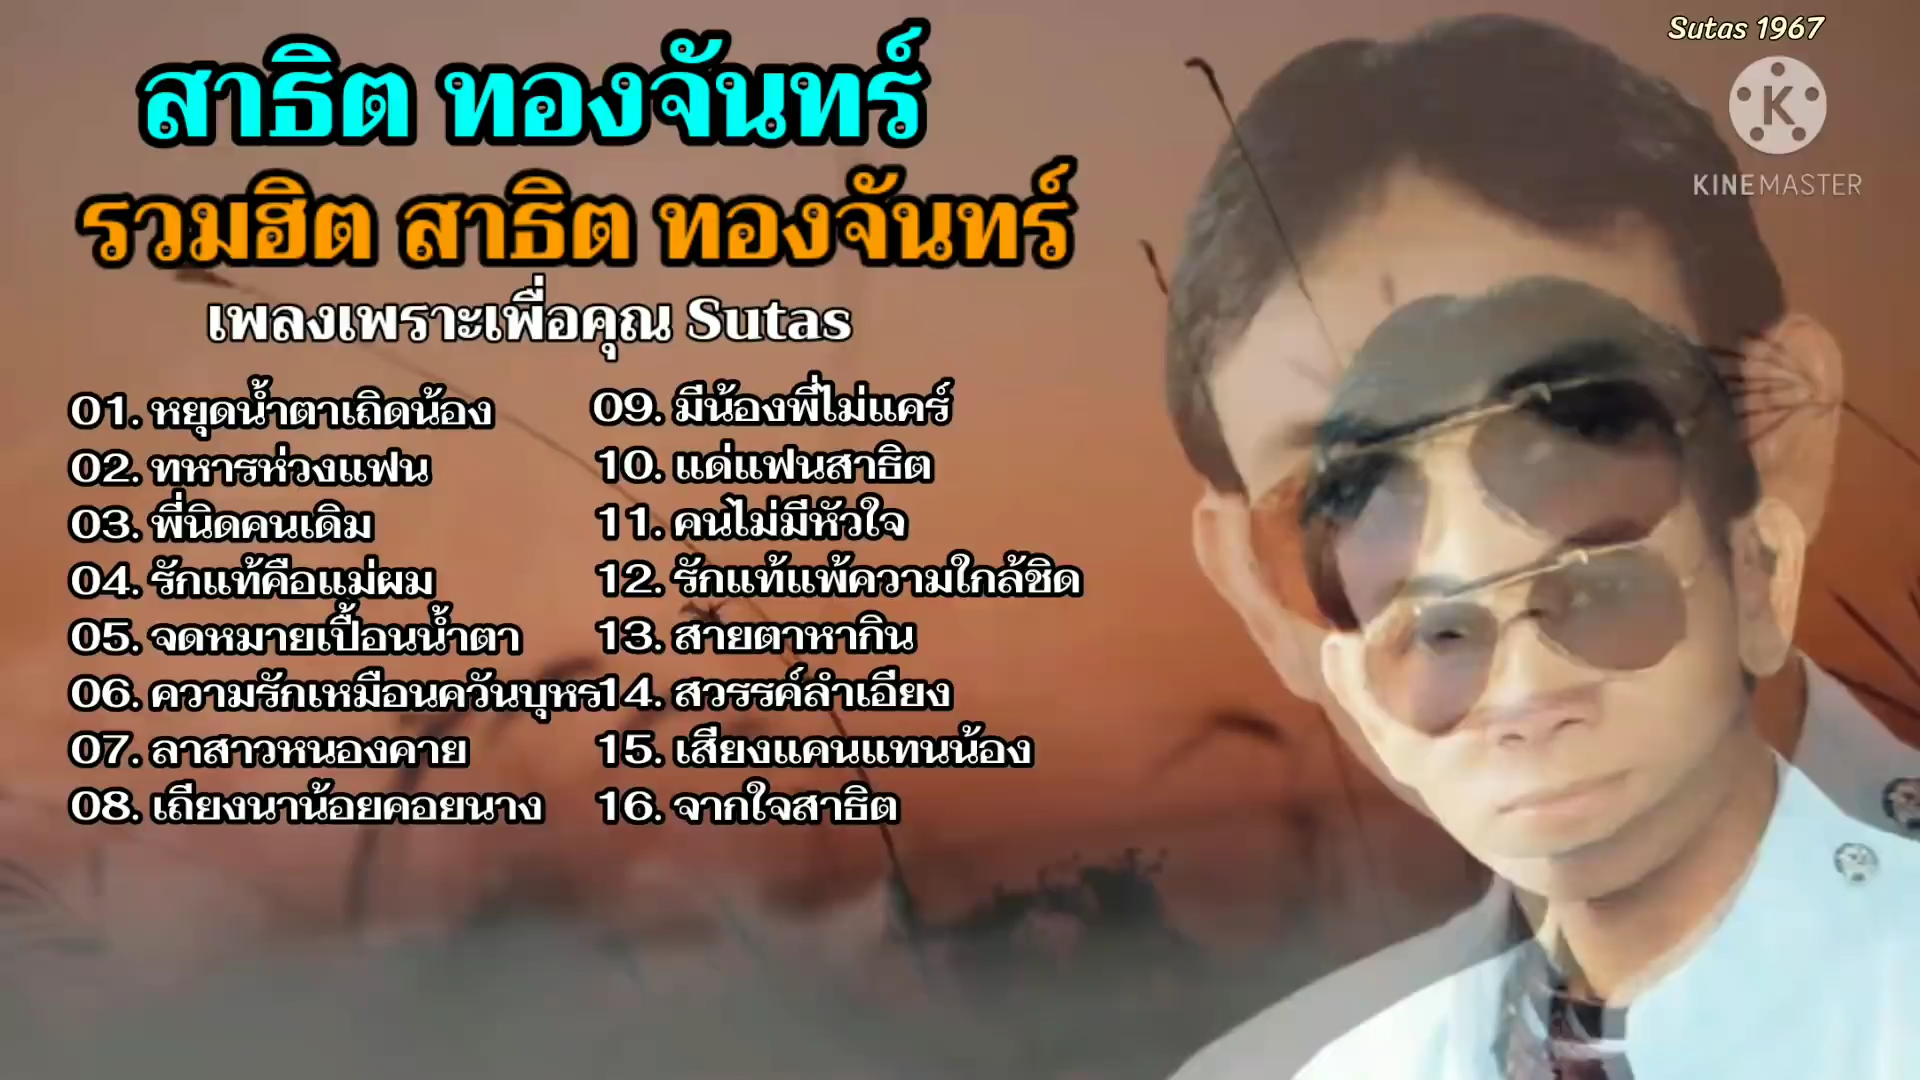 Sutas 1967
KINEMASTER
สาธิต ทองจันทร์
รวมฮิต สาธิต ทองจันทร์
เพลงเพราะเพื่อคุณ Sutas
01. หยุดน้ำตาเถิดน้อง
02. ทหารห่วงแฟน
03. พี่นิดคนเดิม
04. รักแท้คือแม่ผม
05. จดหมายเปื้อนน้ำตา
06. ความรักเหมือนควันบุหร
07. ลาสาวหนองคาย
08. เถียงนาน้อยคอยนาง
09. มีน้องพี่ไม่แคร์
10. แด่แฟนสาธิต
11. คนไม่มีหัวใจ
12. รักแท้แพ้ความใกล้ชิด
13. สายตาหากิน
14. สวรรค์ลำเอียง
15. เสียงแคนแทนน้อง
16. จากใจสาธิต